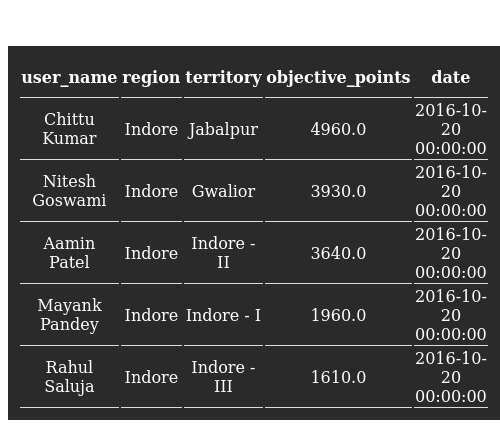 user_name region territory objective_points date
Chittu Kumar Indore Jabalpur 4960.0 2016-10-20 00:00:00
Nitesh Goswami Indore Gwalior 3930.0 2016-10-20 00:00:00
Aamin Patel Indore Indore - II 3640.0 2016-10-20 00:00:00
Mayank Pandey Indore Indore - I 1960.0 2016-10-20 00:00:00
Rahul Saluja Indore Indore - III 1610.0 2016-10-20 00:00:00